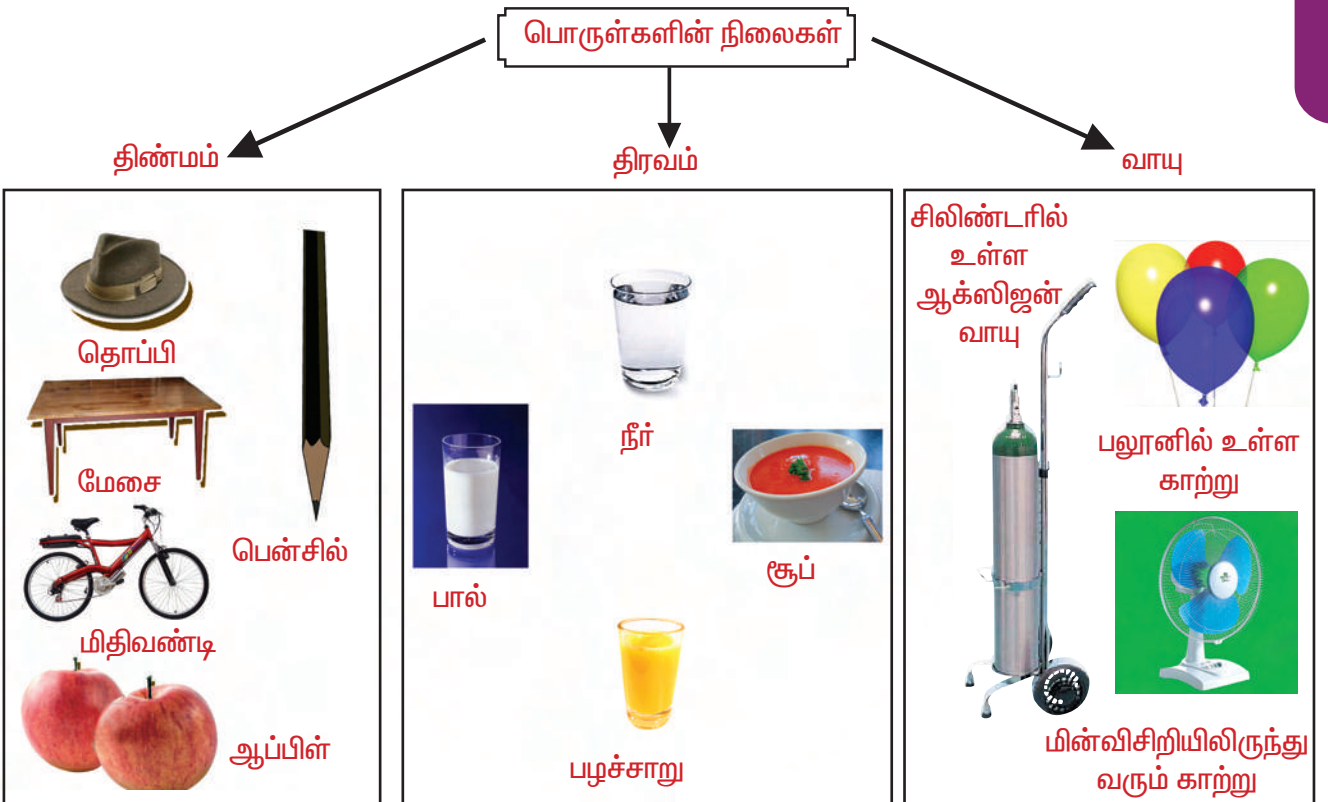 பொருள்களின் நிலைகள்
திண்மம்
திரவம்
வாயு
தொப்பி
மேசை
பென்சில்
மிதிவண்டி
ஆப்பிள்
நீர்
பால்
சூப்
பழச்சாறு
சிலிண்டரில்
உள்ள
ஆக்ஸிஜன்
வாயு
பலூனில் உள்ள
காற்று
மின்விசிறியிலிருந்து
வரும் காற்று